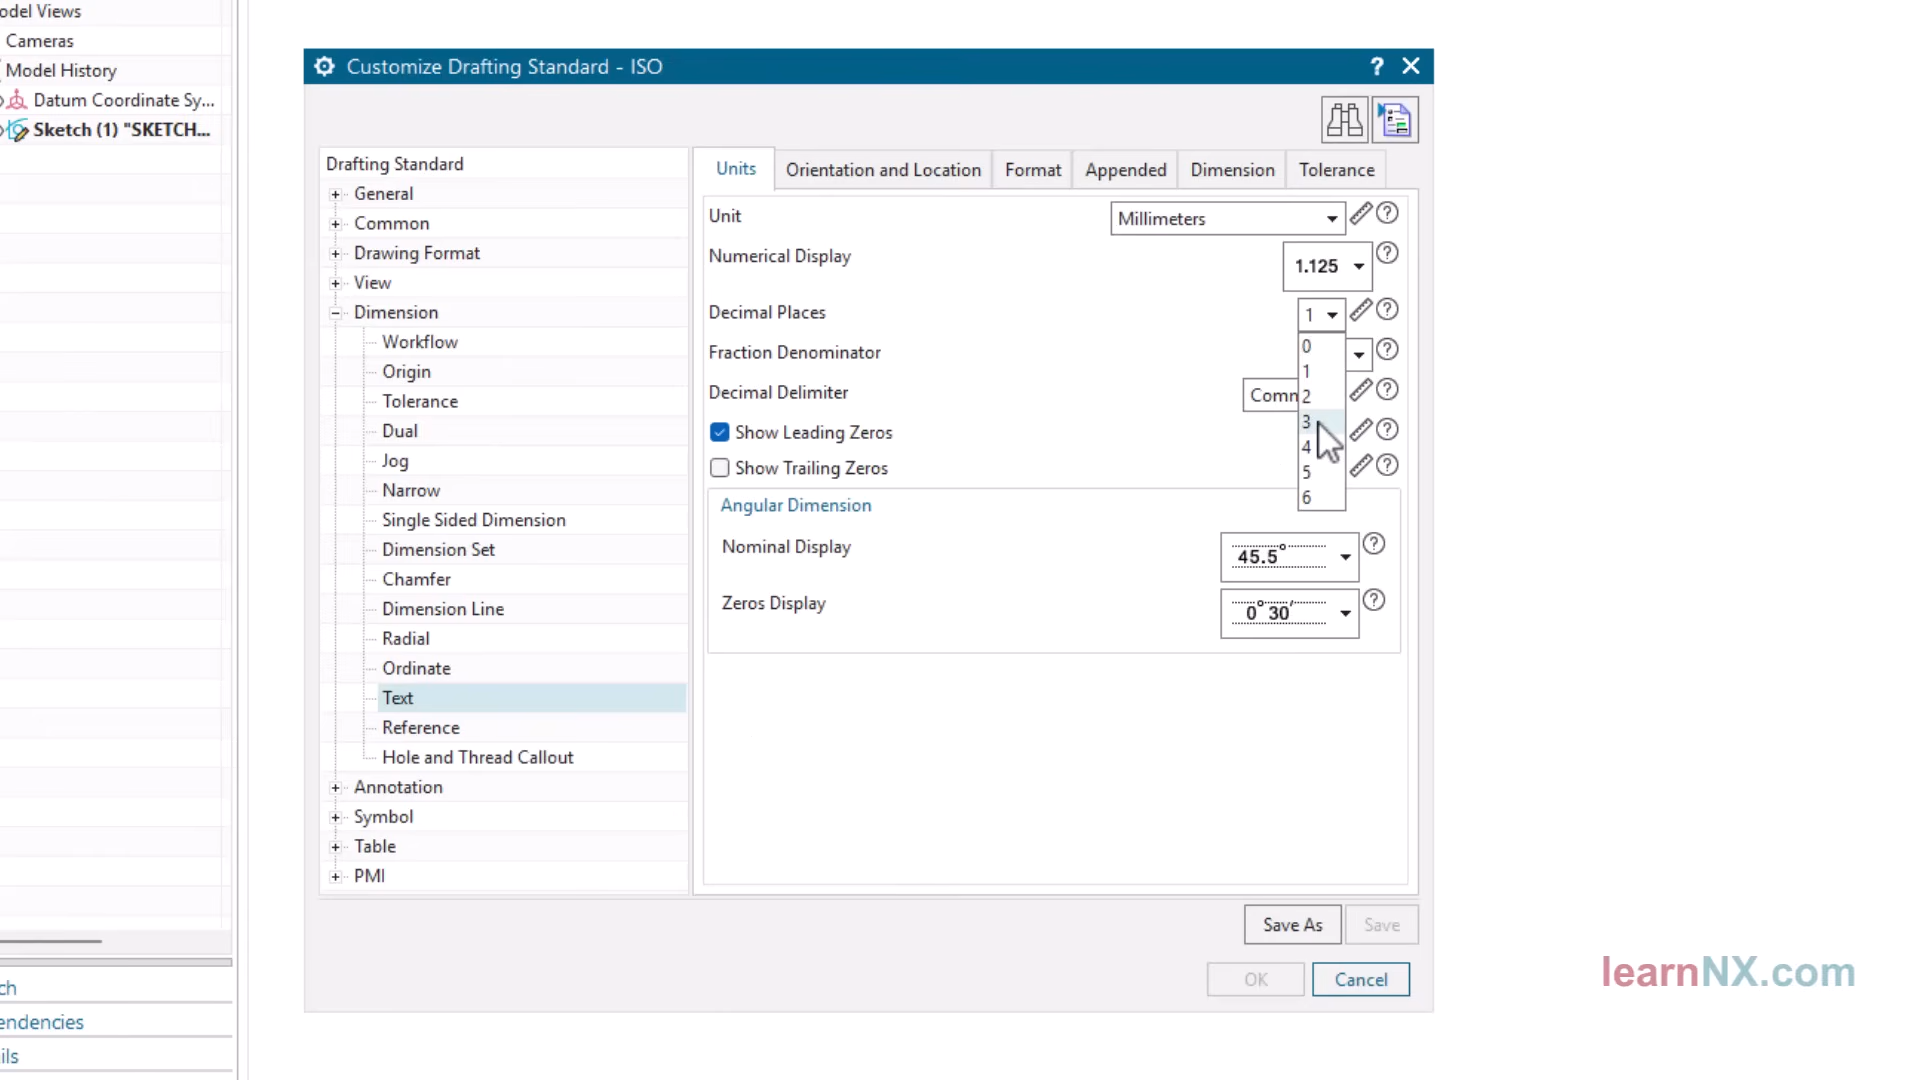 odel Views
Cameras
Model History
Datum Coordinate Sy...
Sketch (1) "SKETCH...
ch
endencies
ils
Customize Drafting Standard - ISO
Drafting Standard
General
Common
Drawing Format
View
Dimension
Workflow
Origin
Tolerance
Dual
Jog
Narrow
Single Sided Dimension
Dimension Set
Chamfer
Dimension Line
Radial
Ordinate
Text
Reference
Hole and Thread Callout
Annotation
Symbol
Table
PMI
Units Orientation and Location Format Appended Dimension Tolerance
Unit Millimeters
Numerical Display 1.125
Decimal Places 1
0
1
2
3
4
5
6
Fraction Denominator
Decimal Delimiter Comm
Show Leading Zeros
Show Trailing Zeros
Angular Dimension
Nominal Display 45.5°
Zeros Display 0° 30′
Save As Save
OK Cancel
learnNX.com